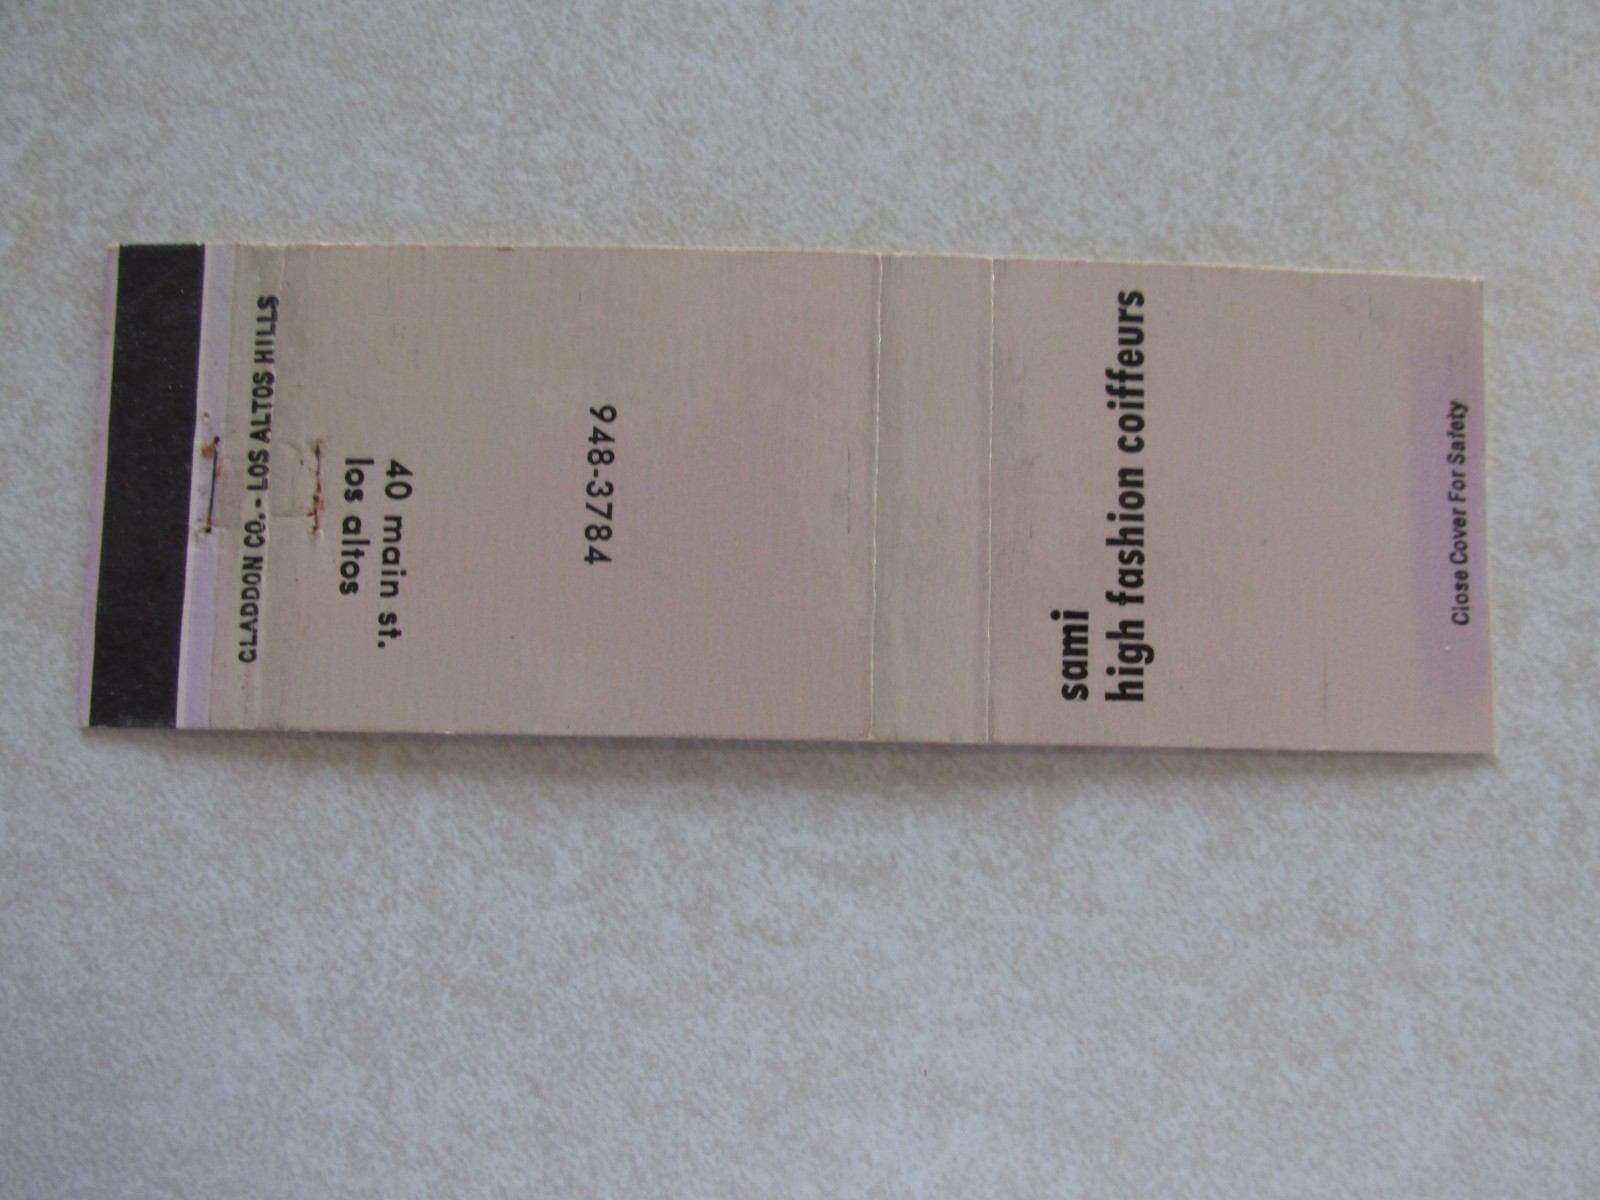 sami
high fashion coiffeurs
Close Cover For Safety
948-3784
40 main st.
los altos
CLADDON CO. - LOS ALTOS HILLS